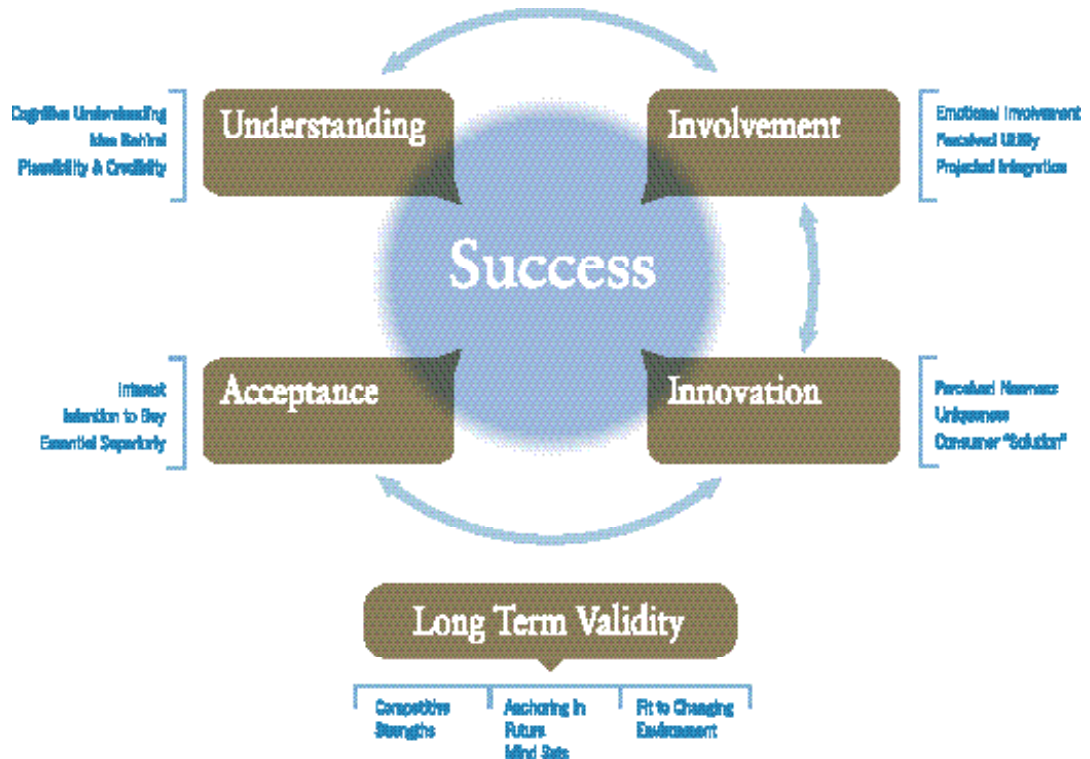 Understanding
Involvement
Cognitive Understanding
Idea Behind
Plausibility & Credibility
Emotional Involvement
Perceived Utility
Projected Integration
Success
Acceptance
Innovation
Interest
Intention to Buy
Essential Superiority
Perceived Newness
Uniqueness
Consumer "Solution"
Long Term Validity
Competitive
Strengths
Anchoring in
Future
Mind Sets
Fit to Changing
Environment